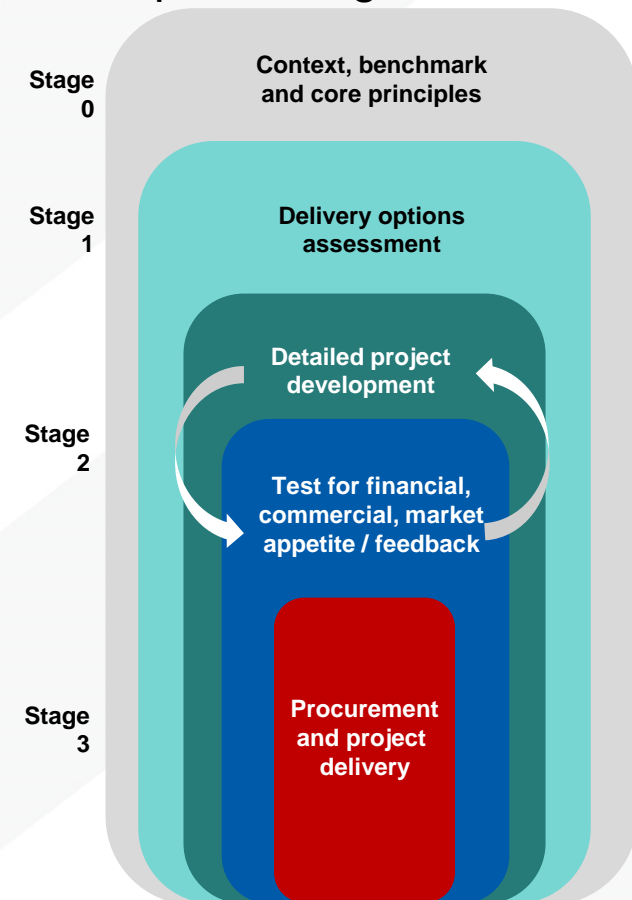 Stage
0
Context, benchmark
and core principles
Stage
1
Delivery options
assessment
Detailed project
development
Stage
2
Test for financial,
commercial, market
appetite / feedback
Stage
3
Procurement
and project
delivery